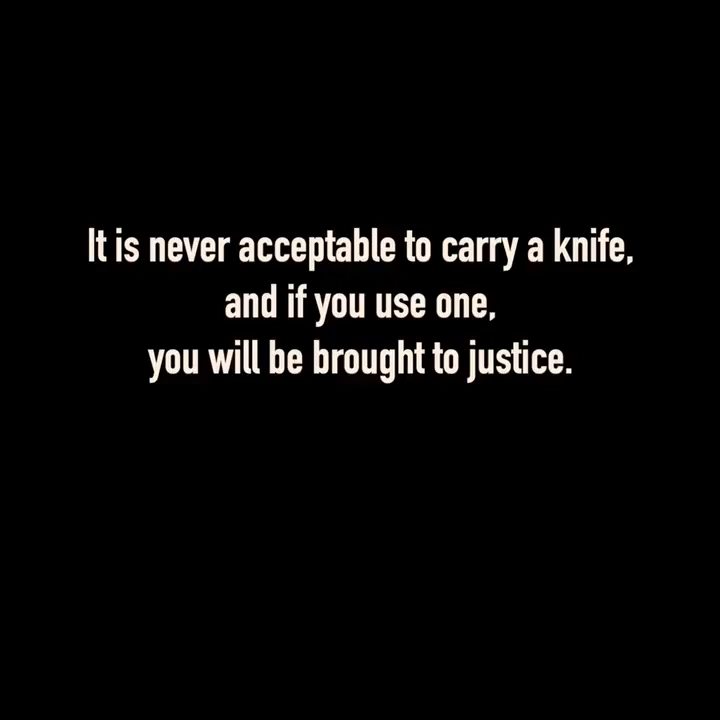 It is never acceptable to carry a knife,
and if you use one,
you will be brought to justice.